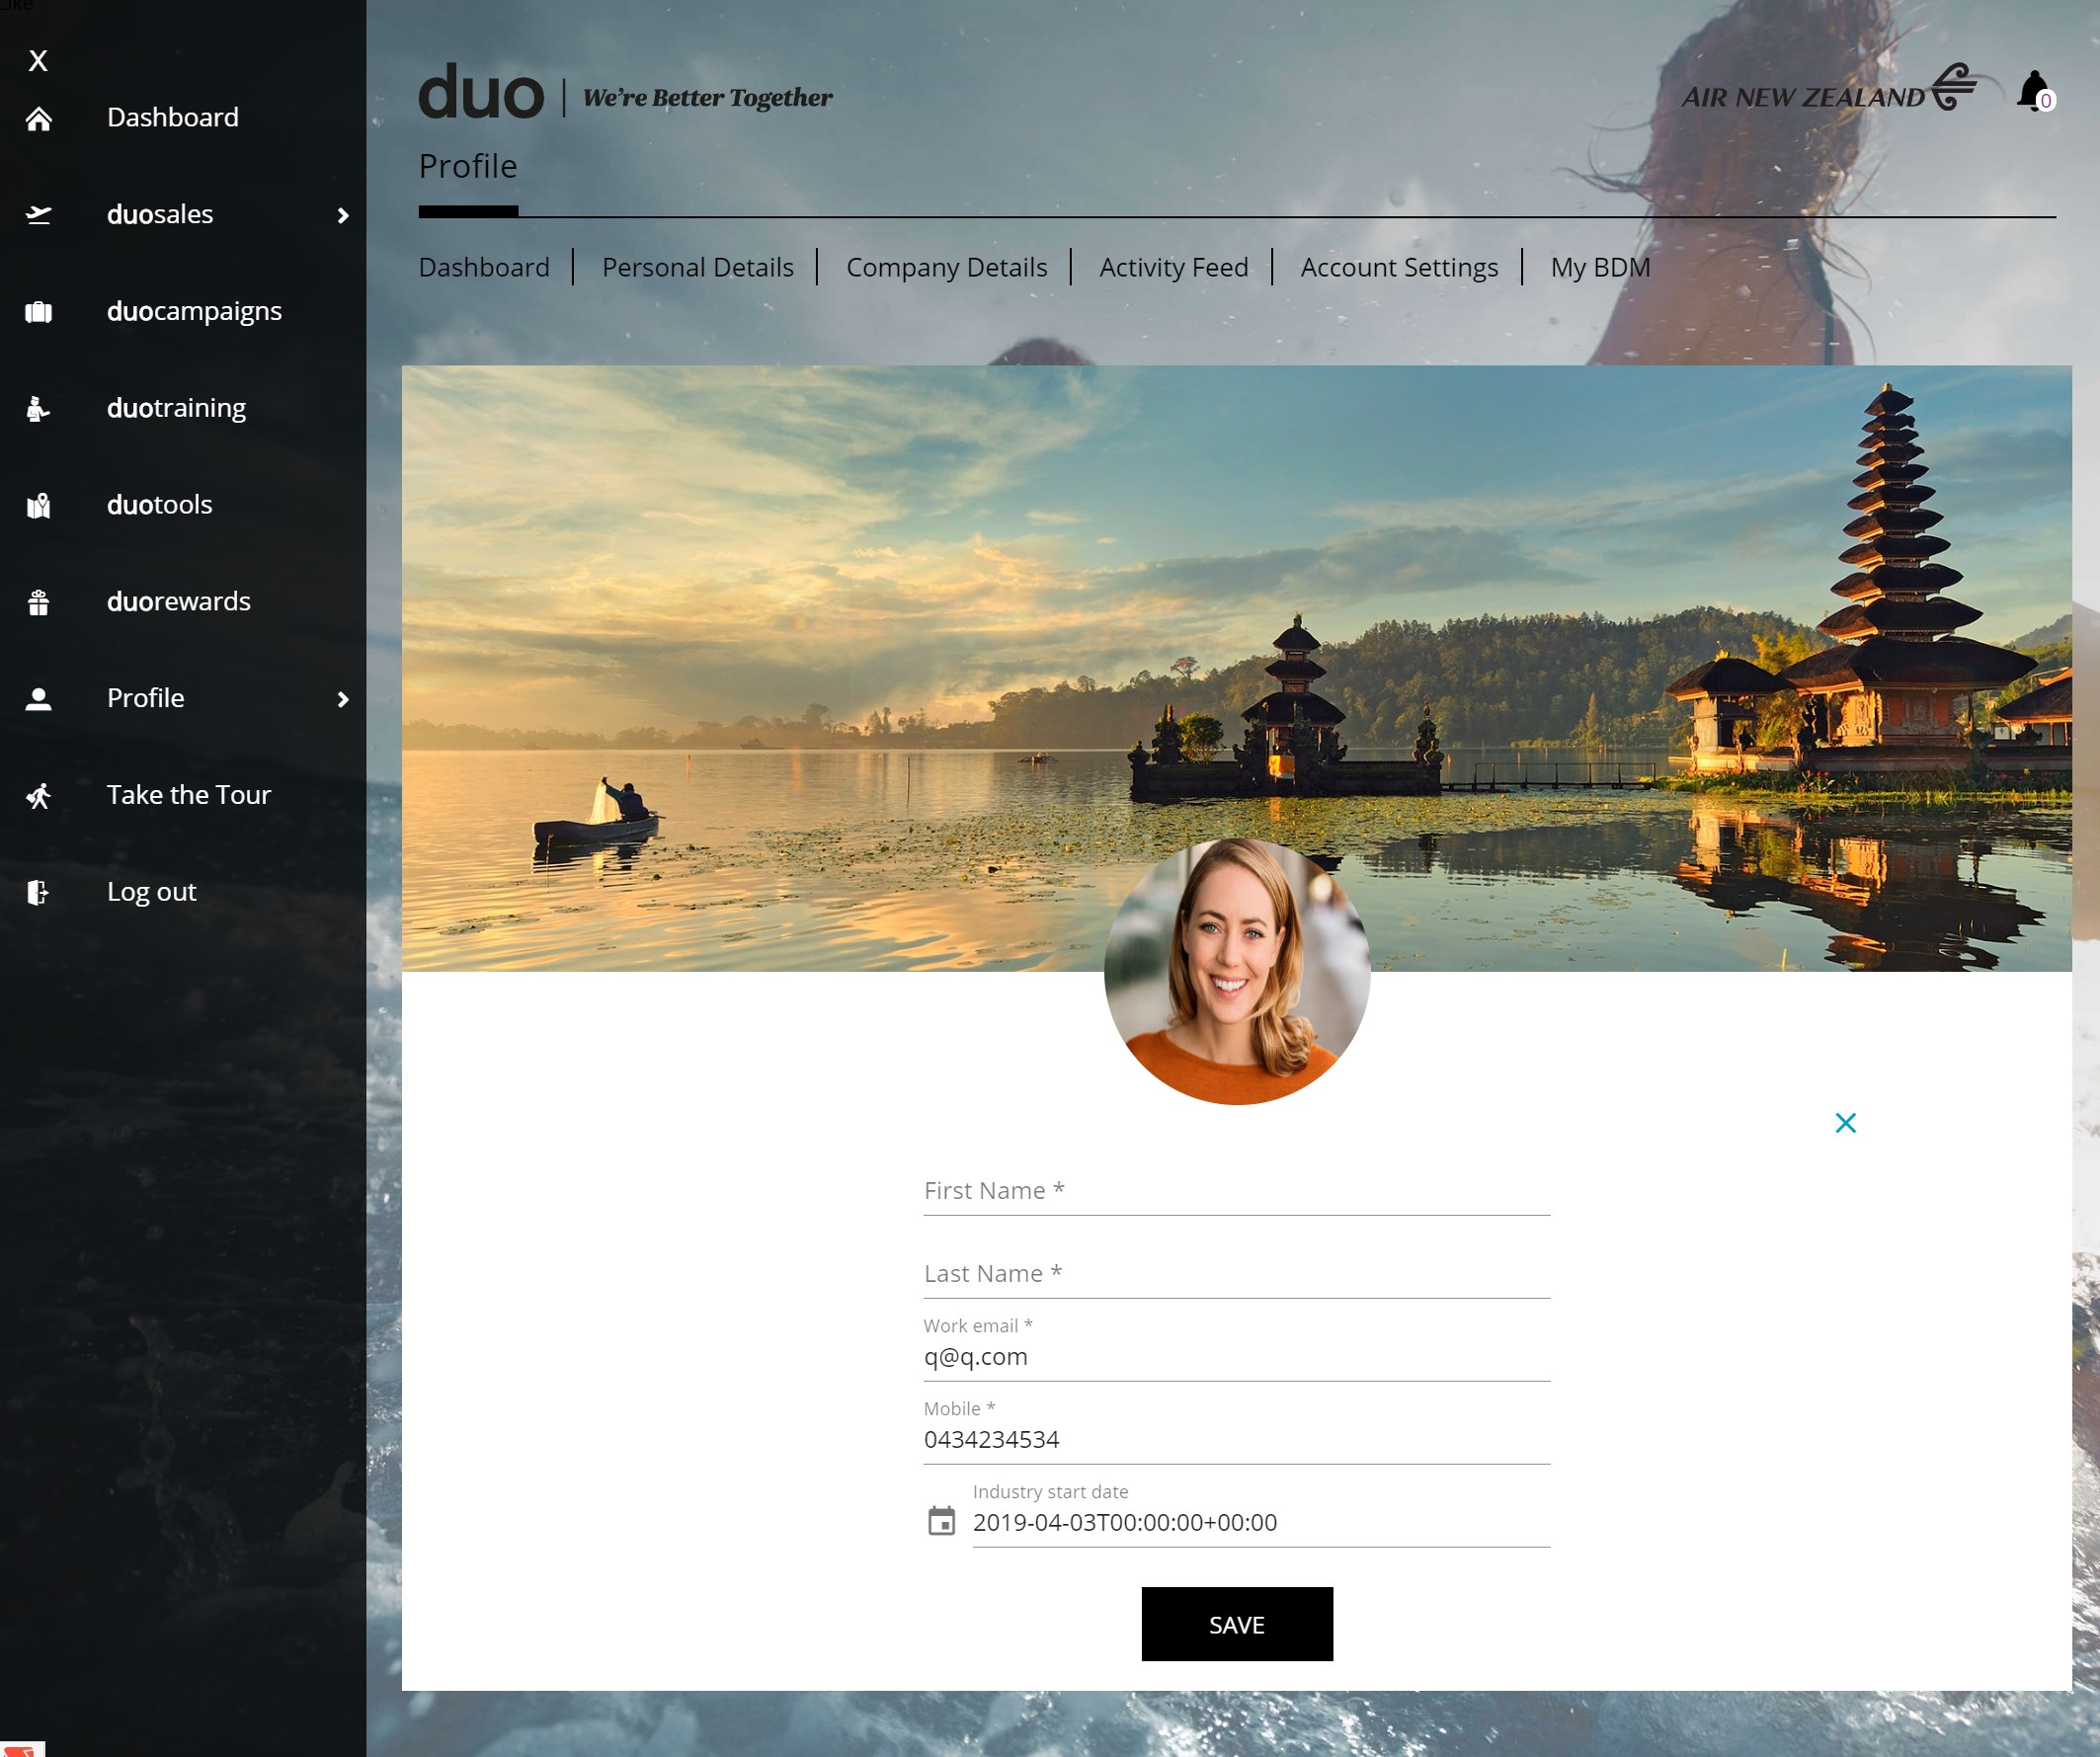 Like
X
Dashboard
duosales
duocampaigns
duotraining
duotools
duorewards
Profile
Take the Tour
Log out
duo | We're Better Together
AIR NEW ZEALAND
0
Profile
Dashboard | Personal Details | Company Details | Activity Feed | Account Settings | My BDM
First Name *
Last Name *
Work email *
q@q.com
Mobile *
0434234534
Industry start date
2019-04-03T00:00:00+00:00
SAVE